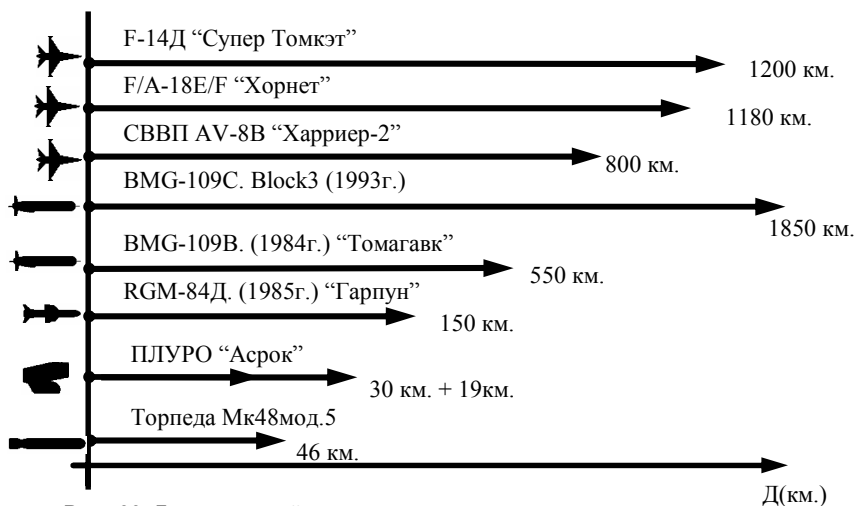 F-14Д “Супер Томкэт”
1200 км.
F/A-18E/F “Хорнет”
1180 км.
СВВП AV-8B “Харриер-2”
800 км.
BMG-109C. Block3 (1993г.)
1850 км.
BMG-109B. (1984г.) “Томагавк”
550 км.
RGM-84Д. (1985г.) “Гарпун”
150 км.
ПЛУРО “Асрок”
30 км. + 19км.
Торпеда Мк48мод.5
46 км.
Д(км.)